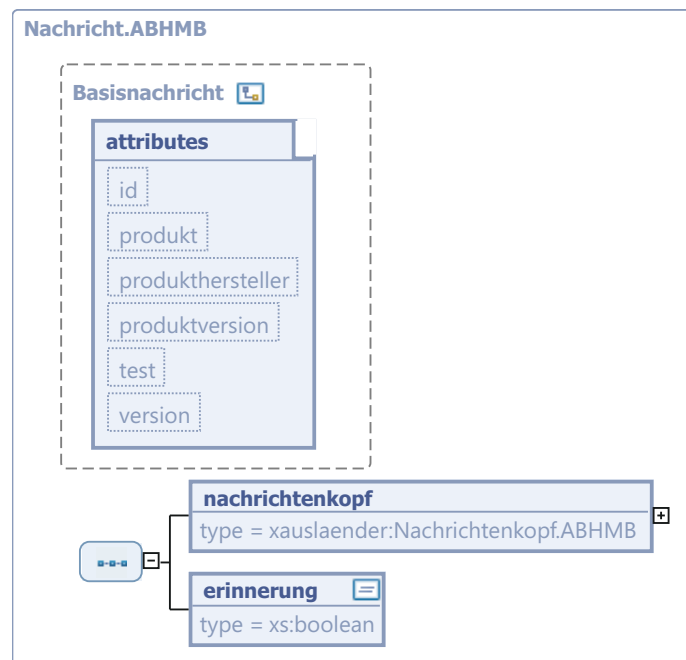 Nachricht.ABHMB
Basisnachricht
attributes
id
produkt
produkthersteller
produktversion
test
version
nachrichtenkopf
type = xauslaender:Nachrichtenkopf.ABHMB
erinnerung
type = xs:boolean